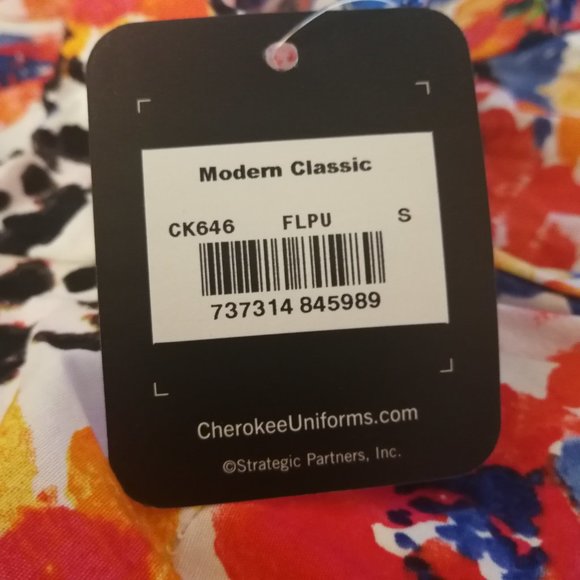 Modern Classic
CK646 FLPU S
737314 845989
CherokeeUniforms.com
©Strategic Partners, Inc.